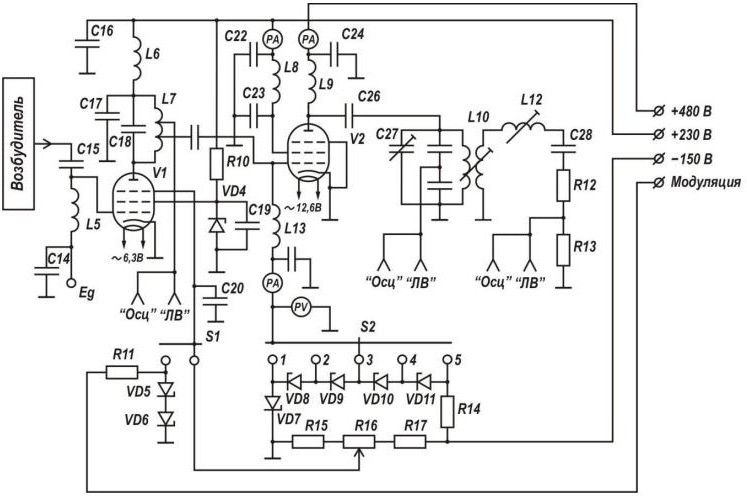 C16
L6
C22
PA
PA
C24
L8
L9
C17
L7
C23
C26
C18
Возбудитель
C15
V1
R10
V2
C27
L10
L12
C28
+480 В
+230 В
−150 В
Модуляция
VD4
L5
C19
~12,6В
R12
L13
C14
~6,3В
R13
Eg
C20
PA
PV
“Осц”
“ЛВ”
“Осц”
“ЛВ”
“Осц”
“ЛВ”
S1
S2
R11
1
2
3
4
5
VD5
VD8
VD9
VD10
VD11
VD6
VD7
R14
R15
R16
R17